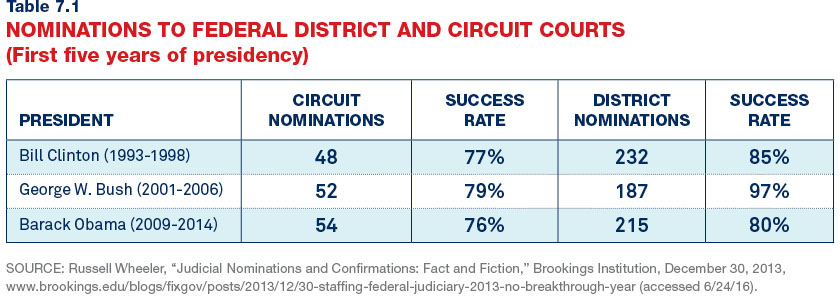 Table 7.1
NOMINATIONS TO FEDERAL DISTRICT AND CIRCUIT COURTS
(First five years of presidency)
PRESIDENT CIRCUIT NOMINATIONS SUCCESS RATE DISTRICT NOMINATIONS SUCCESS RATE
Bill Clinton (1993-1998) 48 77% 232 85%
George W. Bush (2001-2006) 52 79% 187 97%
Barack Obama (2009-2014) 54 76% 215 80%
SOURCE: Russell Wheeler, “Judicial Nominations and Confirmations: Fact and Fiction,” Brookings Institution, December 30, 2013,
www.brookings.edu/blogs/fixgov/posts/2013/12/30-staffing-federal-judiciary-2013-no-breakthrough-year (accessed 6/24/16).